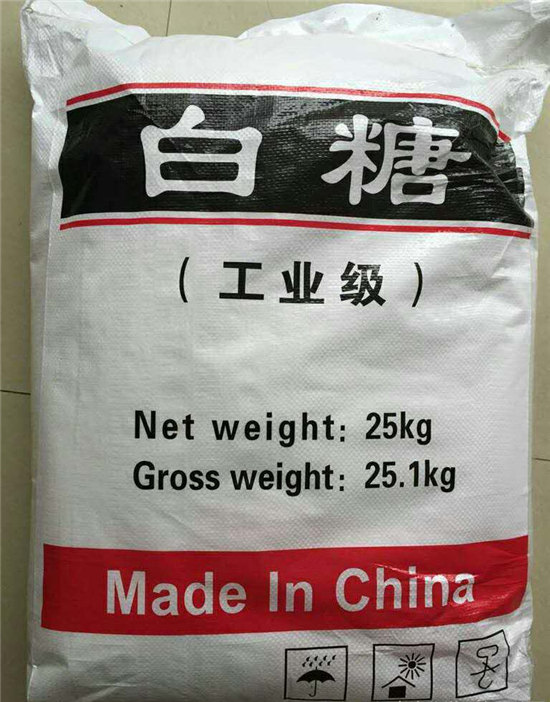 白糖
（工业级）
Net weight: 25kg
Gross weight: 25.1kg
Made In China